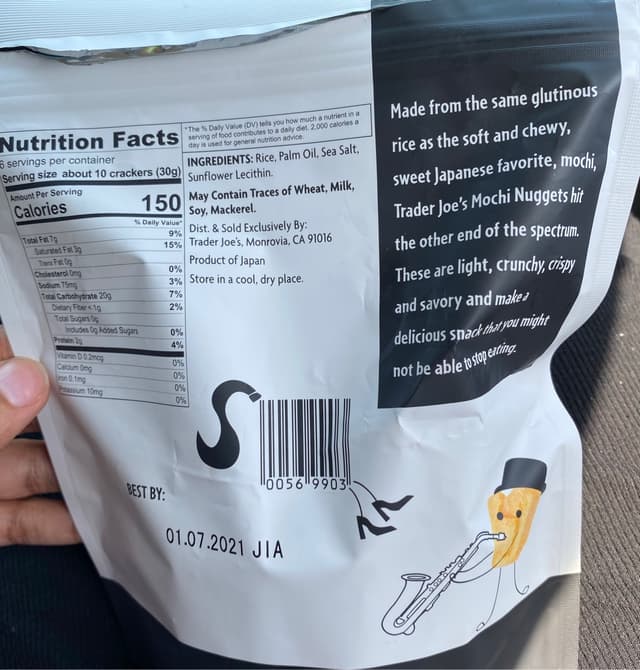 Nutrition Facts
6 servings per container
Serving size about 10 crackers (30g)
Amount Per Serving
Calories 150
% Daily Value*
Total Fat 7g 9%
Saturated Fat 3g 15%
Trans Fat 0g
Cholesterol 0mg 0%
Sodium 75mg 3%
Total Carbohydrate 20g 7%
Dietary Fiber <1g 2%
Total Sugars 0g
Includes 0g Added Sugars 0%
Protein 2g 4%
Vitamin D 0.2mcg 0%
Calcium 0mg 0%
Iron 0.1mg 0%
Potassium 10mg 0%
*The % Daily Value (DV) tells you how much a nutrient in a
serving of food contributes to a daily diet. 2,000 calories a
day is used for general nutrition advice.
INGREDIENTS: Rice, Palm Oil, Sea Salt,
Sunflower Lecithin.
May Contain Traces of Wheat, Milk,
Soy, Mackerel.
Dist. & Sold Exclusively By:
Trader Joe's, Monrovia, CA 91016
Product of Japan
Store in a cool, dry place.
Made from the same glutinous
rice as the soft and chewy,
sweet Japanese favorite, mochi,
Trader Joe's Mochi Nuggets hit
the other end of the spectrum.
These are light, crunchy, crispy
and savory and make a
delicious snack that you might
not be able to stop eating.
0056 9903
BEST BY:
01.07.2021 JIA